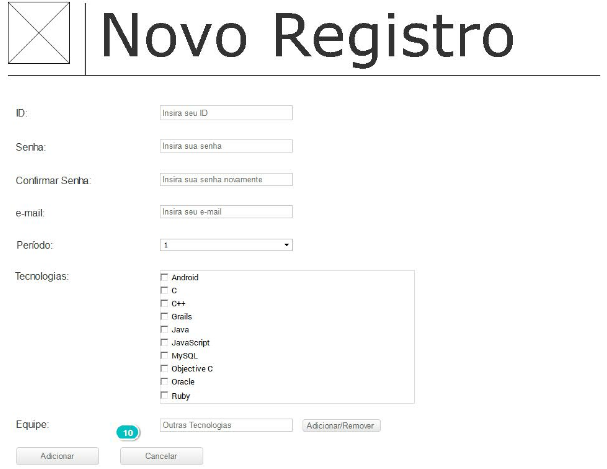 Novo Registro
ID: Insira seu ID
Senha: Insira sua senha
Confirmar Senha: Insira sua senha novamente
e-mail: Insira seu e-mail
Período: 1
Tecnologias:
Android
C
C++
Grails
Java
JavaScript
MySQL
Objective C
Oracle
Ruby
Equipe: Outras Tecnologias Adicionar/Remover
10
Adicionar Cancelar